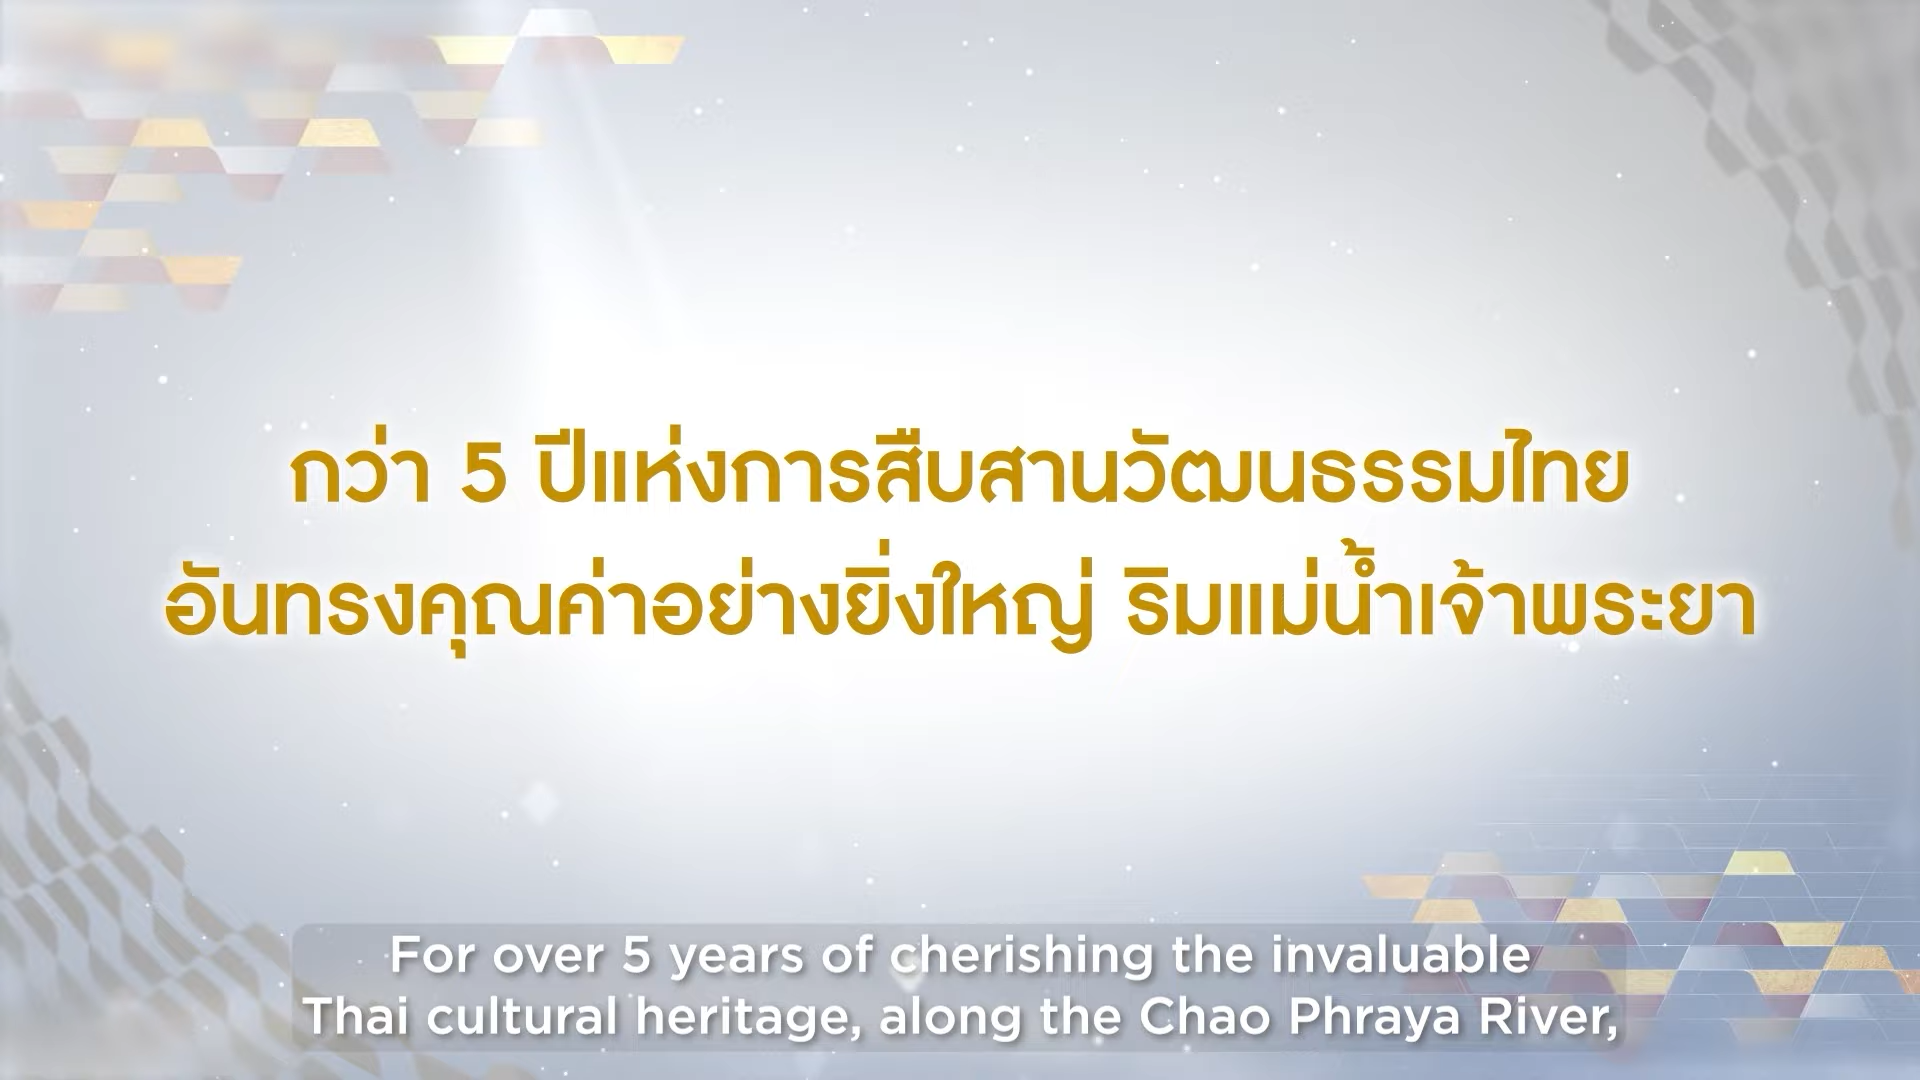 กว่า 5 ปีแห่งการสืบสานวัฒนธรรมไทย
อันทรงคุณค่าอย่างยิ่งใหญ่ ริมแม่น้ำเจ้าพระยา
For over 5 years of cherishing the invaluable
Thai cultural heritage, along the Chao Phraya River,